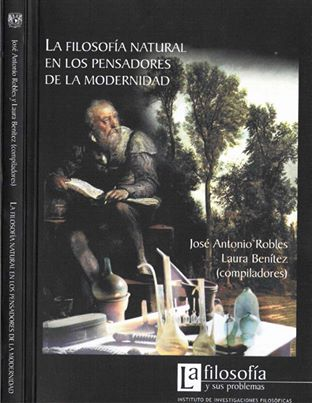 José Antonio Robles y Laura Benítez (compiladores)
LA FILOSOFÍA NATURAL EN LOS PENSADORES DE LA MODERNIDAD
LA FILOSOFÍA NATURAL
EN LOS PENSADORES
DE LA MODERNIDAD
José Antonio Robles
Laura Benítez
(compiladores)
La filosofía
y sus problemas
INSTITUTO DE INVESTIGACIONES FILOSÓFICAS